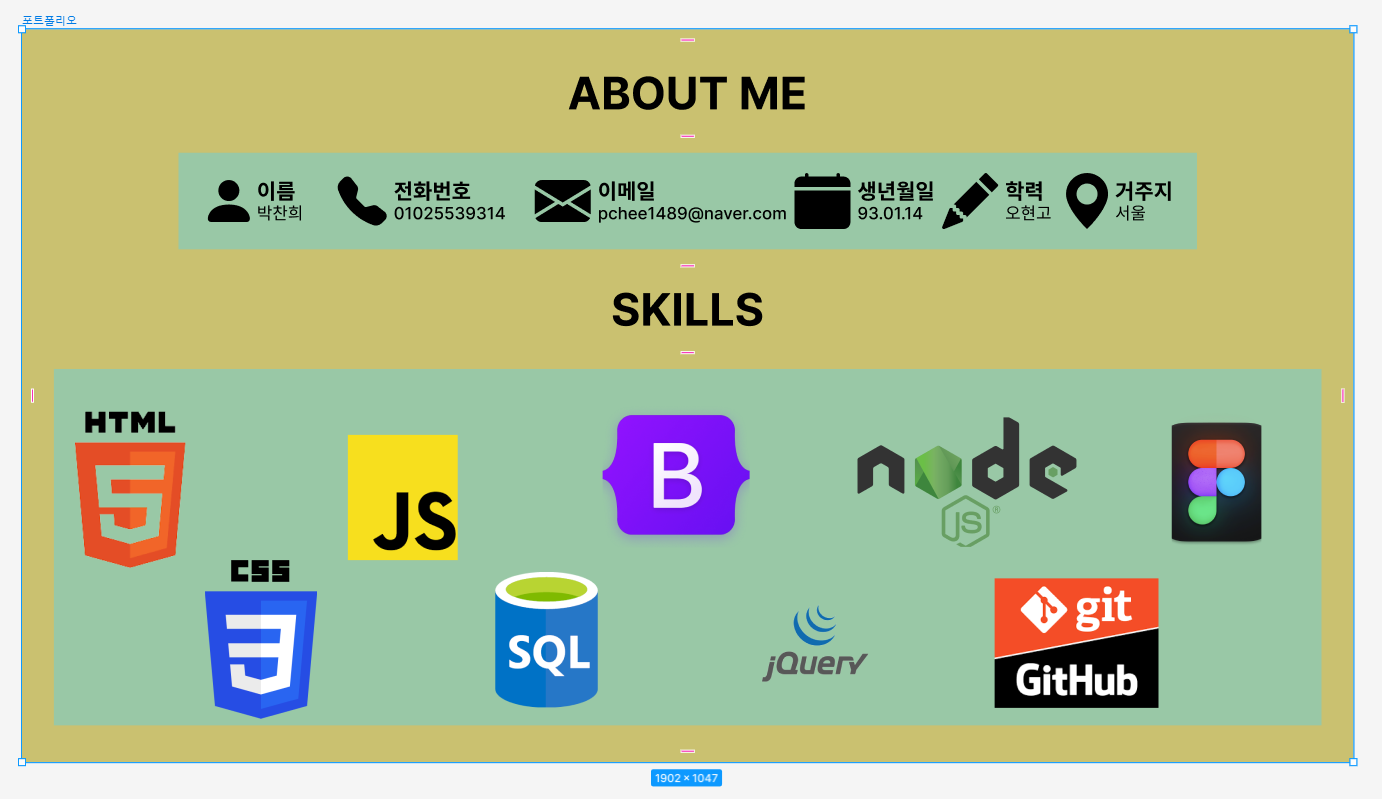 포트폴리오
ABOUT ME
이름
박찬희
전화번호
01025539314
이메일
pchee1489@naver.com
생년월일
93.01.14
학력
오현고
거주지
서울
SKILLS
HTML
5
JS
B
node
JS
®
CSS
3
SQL
jQuery
git
GitHub
1902 × 1047